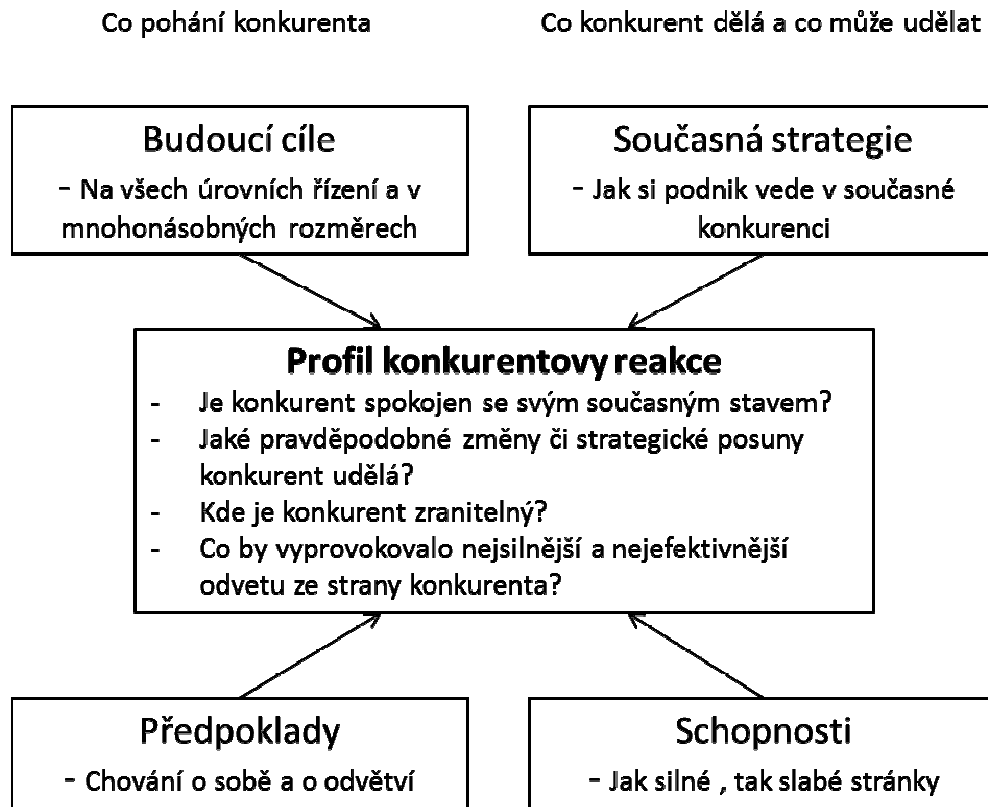 Co pohání konkurenta
Co konkurent dělá a co může udělat
Budoucí cíle
- Na všech úrovních řízení a v
mnohonásobných rozměrech
Současná strategie
- Jak si podnik vede v současné
konkurenci
Profil konkurentovy reakce
- Je konkurent spokojen se svým současným stavem?
- Jaké pravděpodobné změny či strategické posuny
konkurent udělá?
- Kde je konkurent zranitelný?
- Co by vyprovokovalo nejsilnější a nejefektivnější
odvetu ze strany konkurenta?
Předpoklady
- Chování o sobě a o odvětví
Schopnosti
- Jak silné , tak slabé stránky